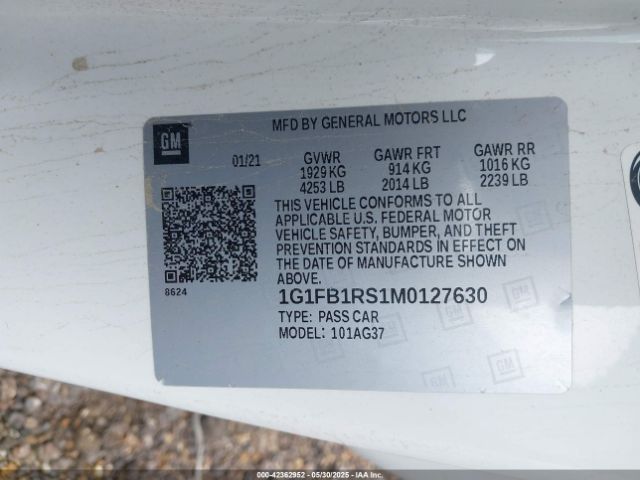 MFD BY GENERAL MOTORS LLC
GM
01/21 GVWR GAWR FRT GAWR RR
1929 KG 914 KG 1016 KG
4253 LB 2014 LB 2239 LB
THIS VEHICLE CONFORMS TO ALL
APPLICABLE U.S. FEDERAL MOTOR
VEHICLE SAFETY, BUMPER, AND THEFT
PREVENTION STANDARDS IN EFFECT ON
THE DATE OF MANUFACTURE SHOWN
ABOVE.
8624
1G1FB1RS1M0127630
TYPE: PASS CAR
MODEL: 101AG37
000-42362952 - 05/30/2025 - COPYRIGHT 2025 IAA, LLC.